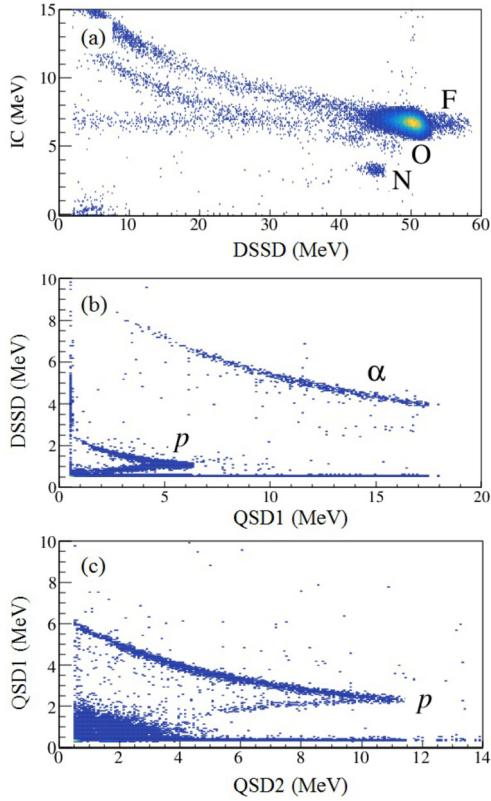 (a)
IC (MeV)
15
10
5
0
F
O
N
0 10 20 30 40 50 60
DSSD (MeV)
(b)
DSSD (MeV)
10
8
6
4
2
0
α
p
0 5 10 15 20
QSD1 (MeV)
(c)
QSD1 (MeV)
10
8
6
4
2
0
p
0 2 4 6 8 10 12 14
QSD2 (MeV)